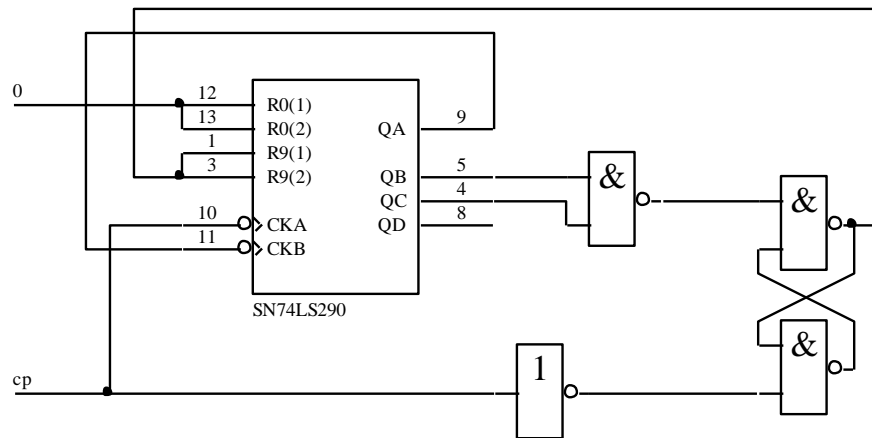 0
12 R0(1)
13 R0(2) QA 9
1 R9(1)
3 R9(2) QB 5
QC 4
10 CKA QD 8
11 CKB
SN74LS290
&
&
&
cp
1